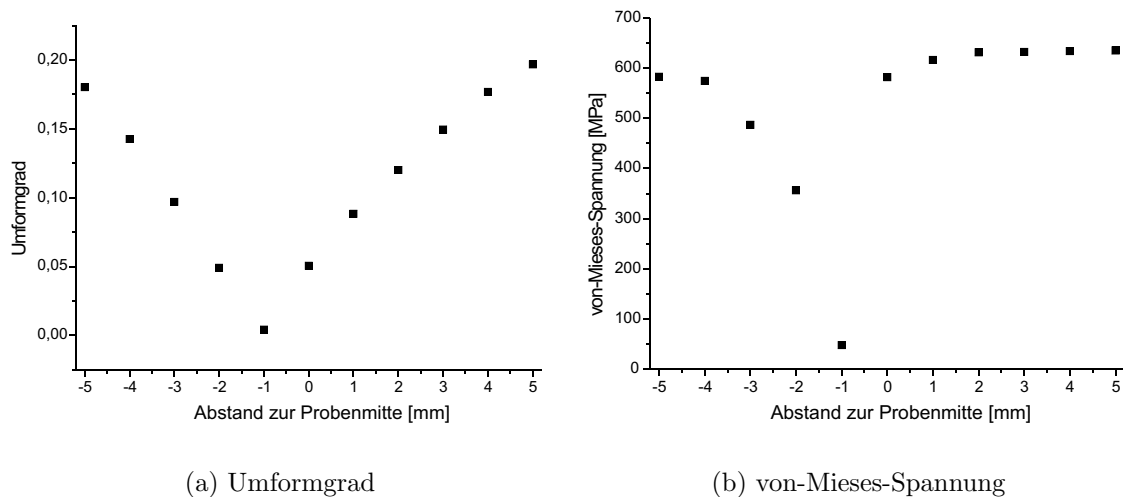 0,20
0,15
0,10
0,05
0,00
Umformgrad
-5 -4 -3 -2 -1 0 1 2 3 4 5
Abstand zur Probenmitte [mm]
700
600
500
400
300
200
100
0
von-Mieses-Spannung [MPa]
-5 -4 -3 -2 -1 0 1 2 3 4 5
Abstand zur Probenmitte [mm]
(a) Umformgrad
(b) von-Mieses-Spannung